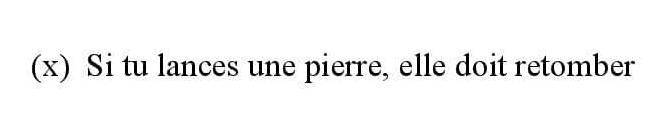 (x) Si tu lances une pierre, elle doit retomber